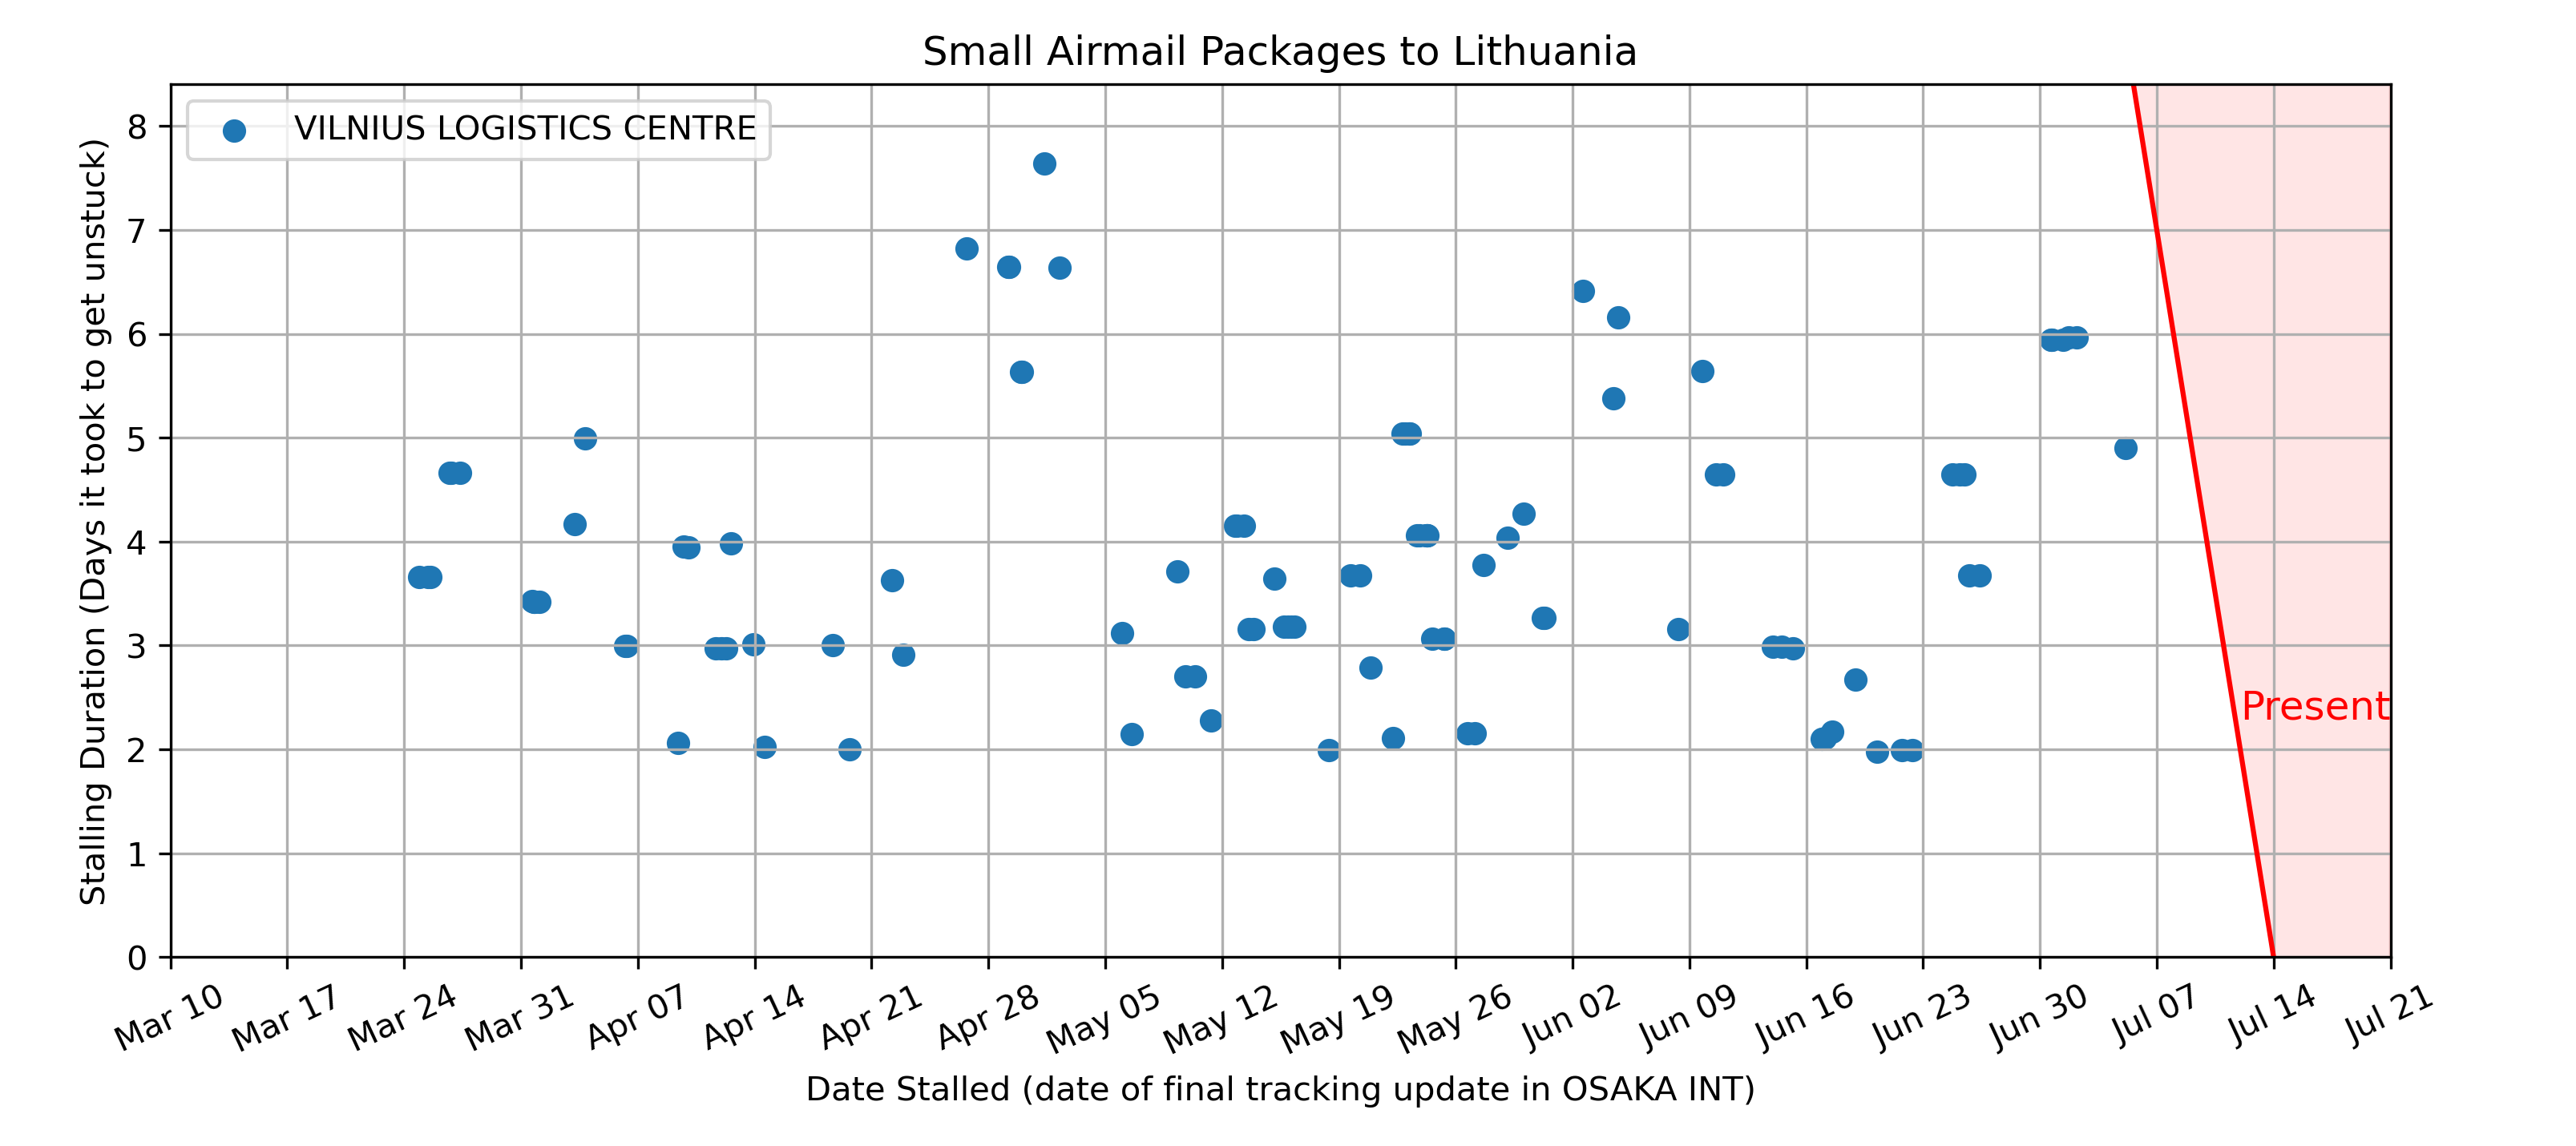 Small Airmail Packages to Lithuania
VILNIUS LOGISTICS CENTRE
Stalling Duration (Days it took to get unstuck)
8
7
6
5
4
3
2
1
0
Present
Mar 10
Mar 17
Mar 24
Mar 31
Apr 07
Apr 14
Apr 21
Apr 28
May 05
May 12
May 19
May 26
Jun 02
Jun 09
Jun 16
Jun 23
Jun 30
Jul 07
Jul 14
Jul 21
Date Stalled (date of final tracking update in OSAKA INT)